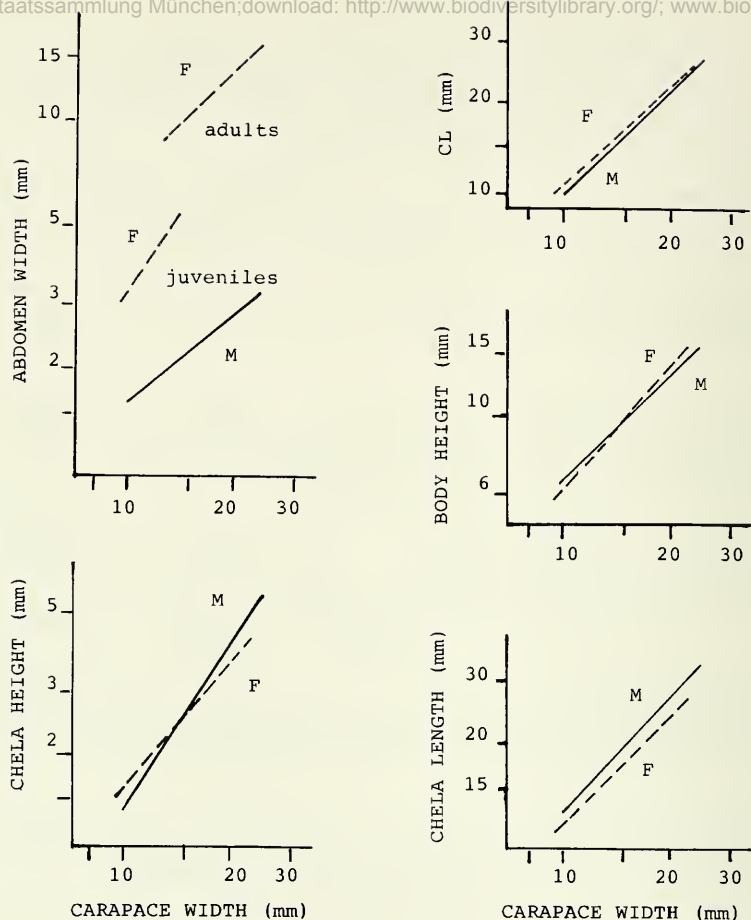 taatssammlung München;download: http://www.biodiversitylibrary.org/; www.bio
ABDOMEN WIDTH (mm)
15
10
5
3
2
F
adults
F
juveniles
M
10 20 30
CL (mm)
30
20
10
F
M
10 20 30
BODY HEIGHT (mm)
15
10
6
F
M
10 20 30
CHELA HEIGHT (mm)
5
3
2
M
F
10 20 30
CARAPACE WIDTH (mm)
CHELA LENGTH (mm)
30
20
15
M
F
10 20 30
CARAPACE WIDTH (mm)